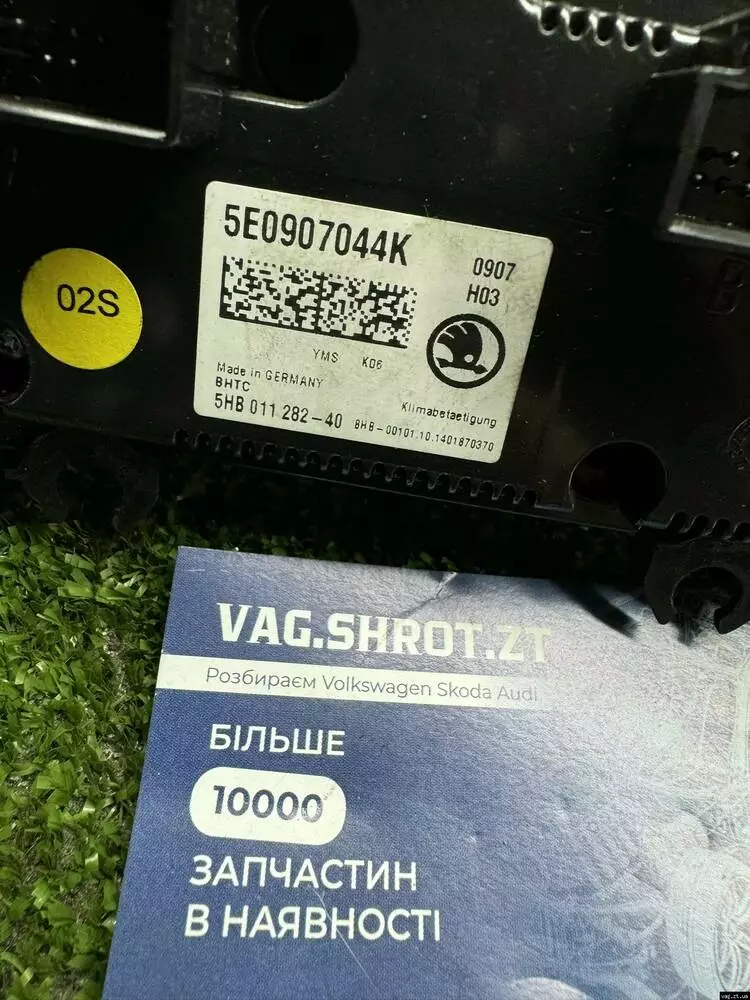 5E0907044K
0907
H03
02S
YMS K06
Made in GERMANY
BHTC
Klimabetaetigung
5HB 011 282-40 BHB-00101.10.1401870370
VAG.SHROT.ZT
Розбираєм Volkswagen Skoda Audi
БІЛЬШЕ
10000
ЗАПЧАСТИН
В НАЯВНОСТІ
vag.zt.ua